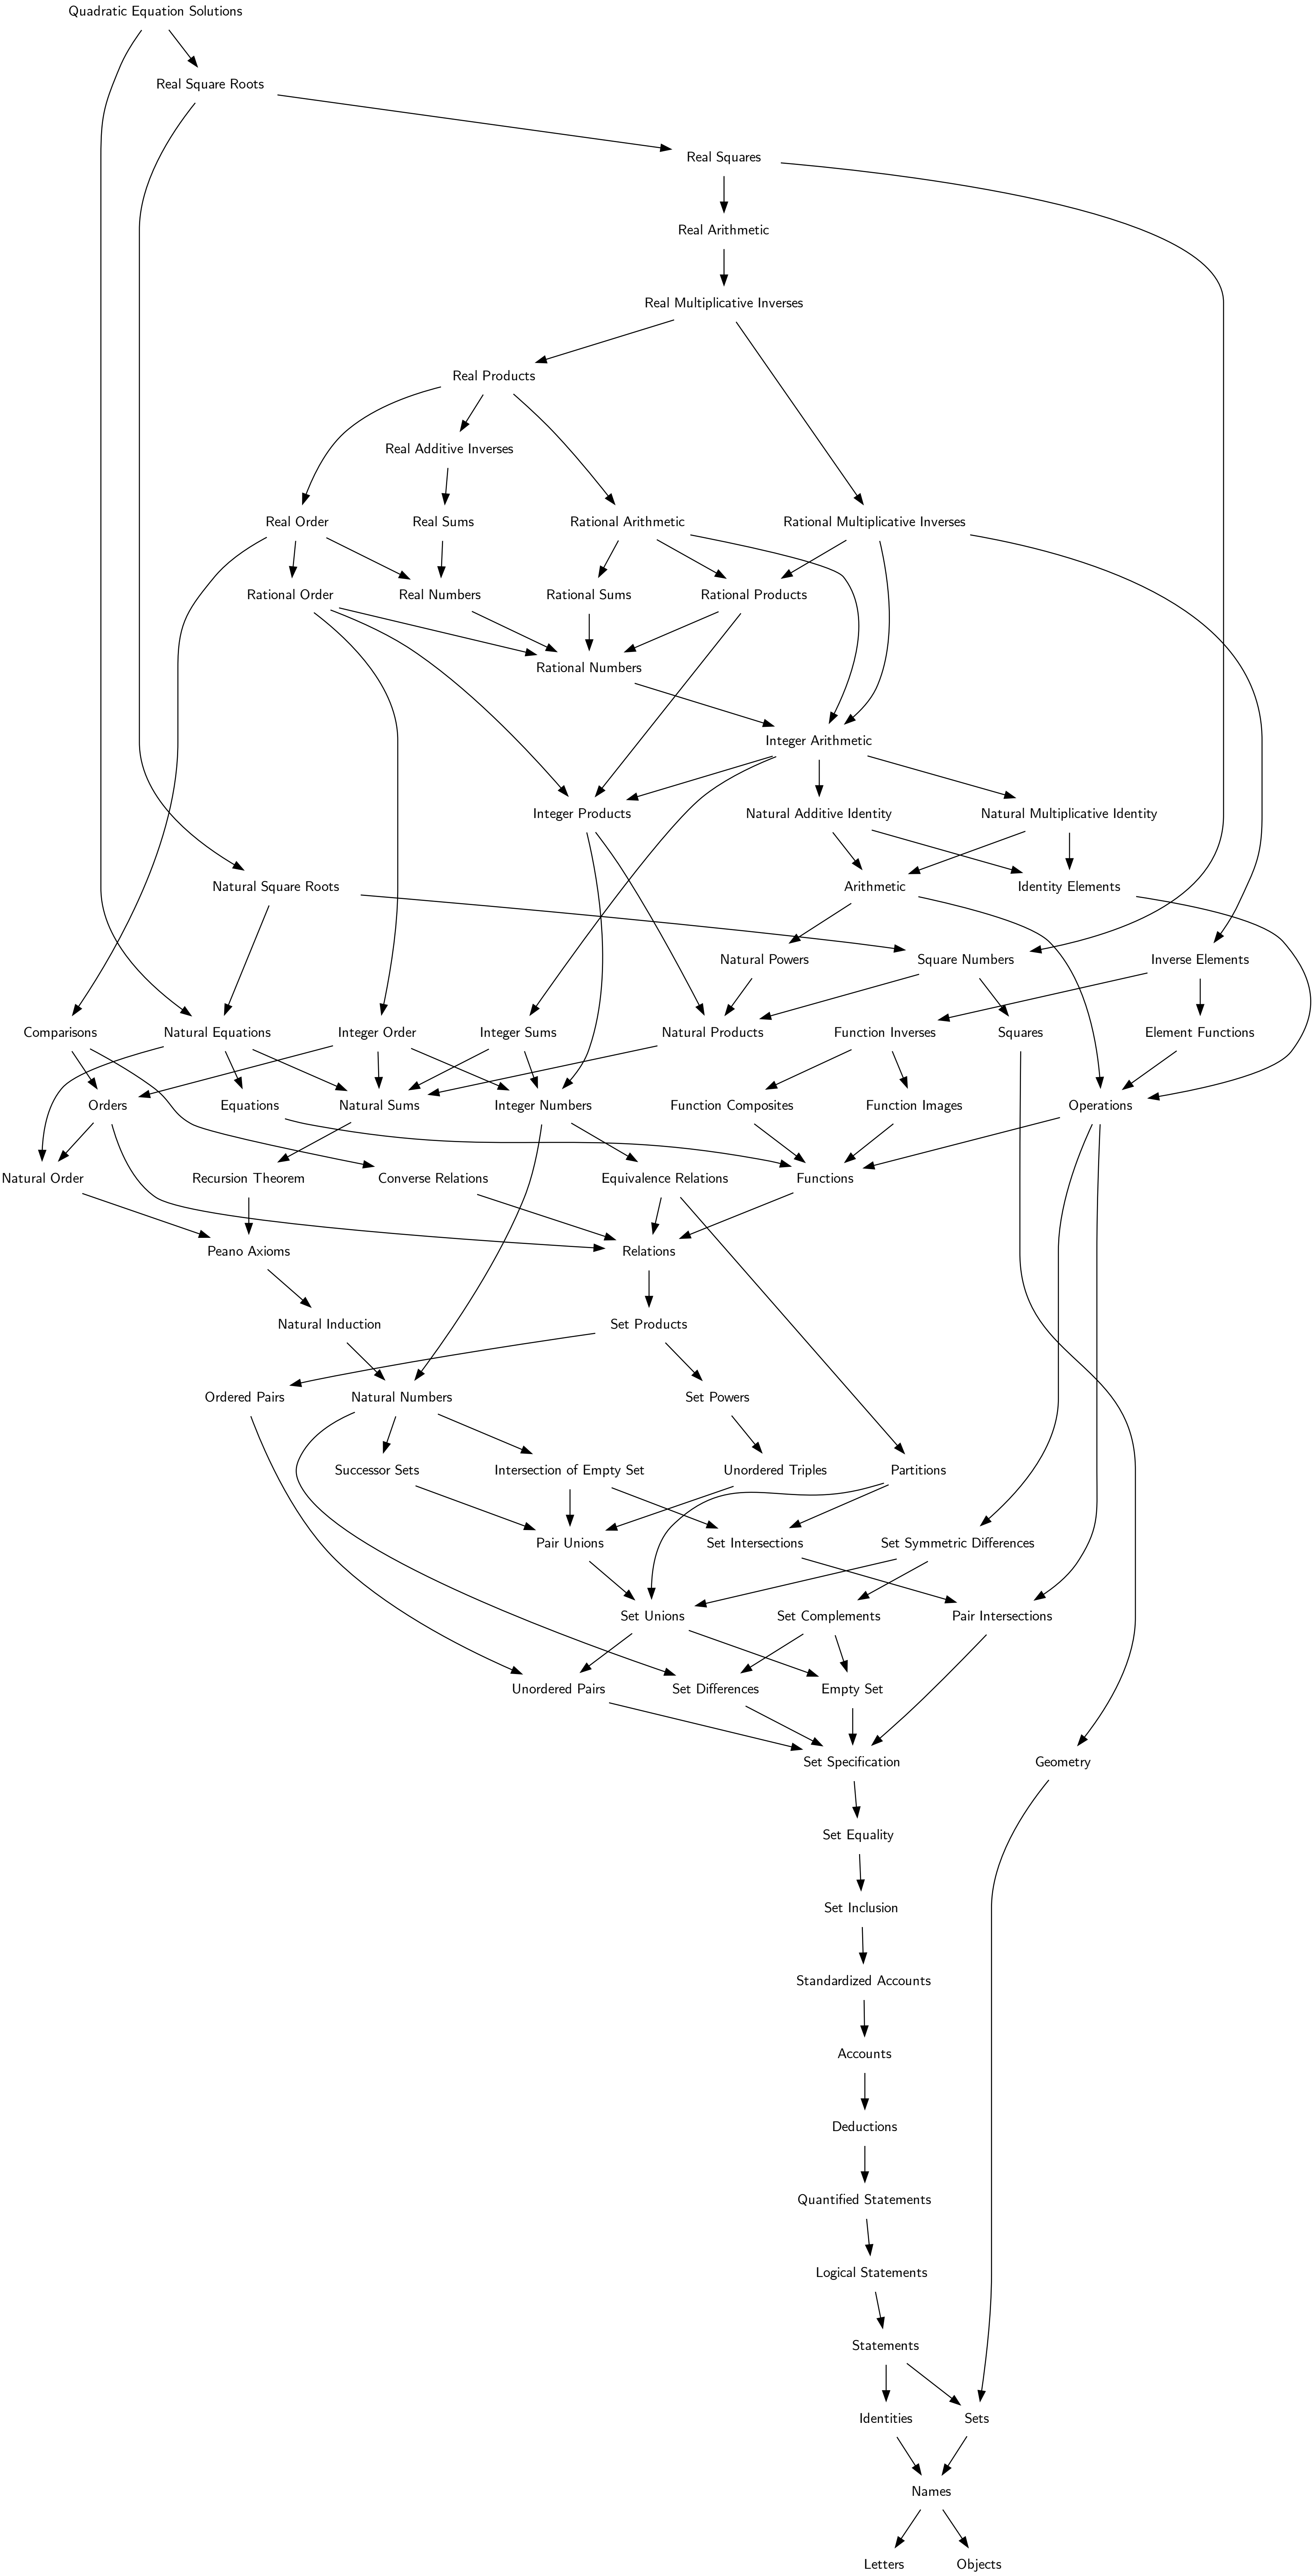 Quadratic Equation Solutions
Real Square Roots
Real Squares
Real Arithmetic
Real Multiplicative Inverses
Real Products
Real Additive Inverses
Real Order
Real Sums
Rational Arithmetic
Rational Multiplicative Inverses
Rational Order
Real Numbers
Rational Sums
Rational Products
Rational Numbers
Integer Arithmetic
Integer Products
Natural Additive Identity
Natural Multiplicative Identity
Natural Square Roots
Arithmetic
Identity Elements
Natural Powers
Square Numbers
Inverse Elements
Comparisons
Natural Equations
Integer Order
Integer Sums
Natural Products
Function Inverses
Squares
Element Functions
Orders
Equations
Natural Sums
Integer Numbers
Function Composites
Function Images
Operations
Natural Order
Recursion Theorem
Converse Relations
Equivalence Relations
Functions
Peano Axioms
Relations
Natural Induction
Set Products
Ordered Pairs
Natural Numbers
Set Powers
Successor Sets
Intersection of Empty Set
Unordered Triples
Partitions
Pair Unions
Set Intersections
Set Symmetric Differences
Set Unions
Set Complements
Pair Intersections
Unordered Pairs
Set Differences
Empty Set
Set Specification
Geometry
Set Equality
Set Inclusion
Standardized Accounts
Accounts
Deductions
Quantified Statements
Logical Statements
Statements
Identities
Sets
Names
Letters
Objects